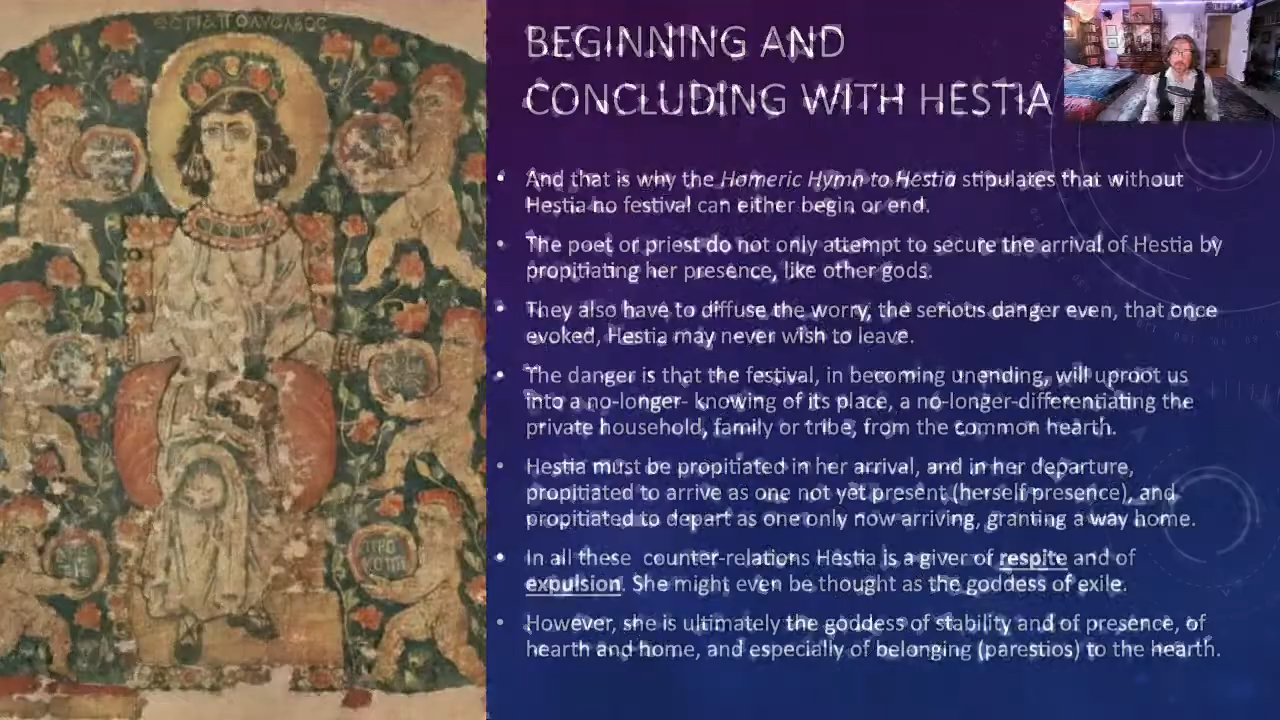 ΕΣΤΙΑ ΠΟΛΥΟΛΒΟΣ
BEGINNING AND
CONCLUDING WITH HESTIA
• And that is why the Homeric Hymn to Hestia stipulates that without
Hestia no festival can either begin or end.
• The poet or priest do not only attempt to secure the arrival of Hestia by
propitiating her presence, like other gods.
• They also have to diffuse the worry, the serious danger even, that once
evoked, Hestia may never wish to leave.
• The danger is that the festival, in becoming unending, will uproot us
into a no-longer- knowing of its place, a no-longer-differentiating the
private household, family or tribe, from the common hearth.
• Hestia must be propitiated in her arrival, and in her departure,
propitiated to arrive as one not yet present (herself presence), and
propitiated to depart as one only now arriving, granting a way home.
• In all these counter-relations Hestia is a giver of respite and of
expulsion. She might even be thought as the goddess of exile.
• However, she is ultimately the goddess of stability and of presence, of
hearth and home, and especially of belonging (parestios) to the hearth.